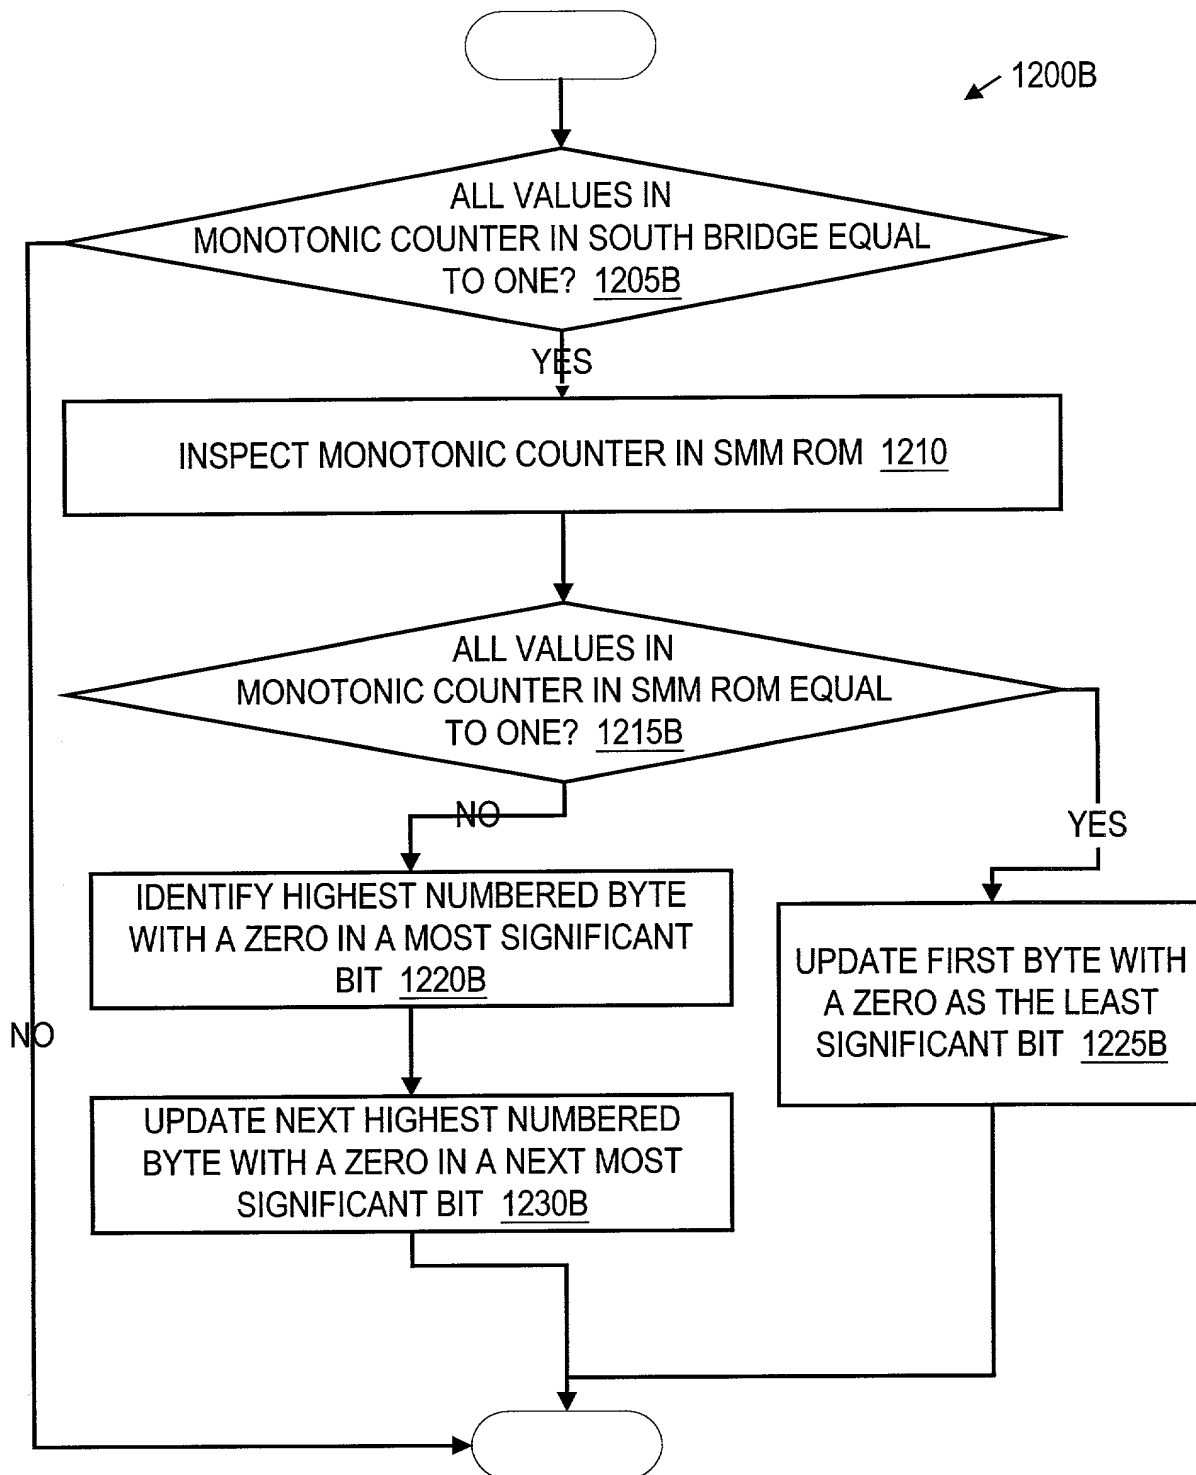 1200B
ALL VALUES IN
MONOTONIC COUNTER IN SOUTH BRIDGE EQUAL
TO ONE? 1205B
YES
INSPECT MONOTONIC COUNTER IN SMM ROM 1210
ALL VALUES IN
MONOTONIC COUNTER IN SMM ROM EQUAL
TO ONE? 1215B
NO
YES
IDENTIFY HIGHEST NUMBERED BYTE
WITH A ZERO IN A MOST SIGNIFICANT
BIT 1220B
UPDATE FIRST BYTE WITH
A ZERO AS THE LEAST
SIGNIFICANT BIT 1225B
NO
UPDATE NEXT HIGHEST NUMBERED
BYTE WITH A ZERO IN A NEXT MOST
SIGNIFICANT BIT 1230B